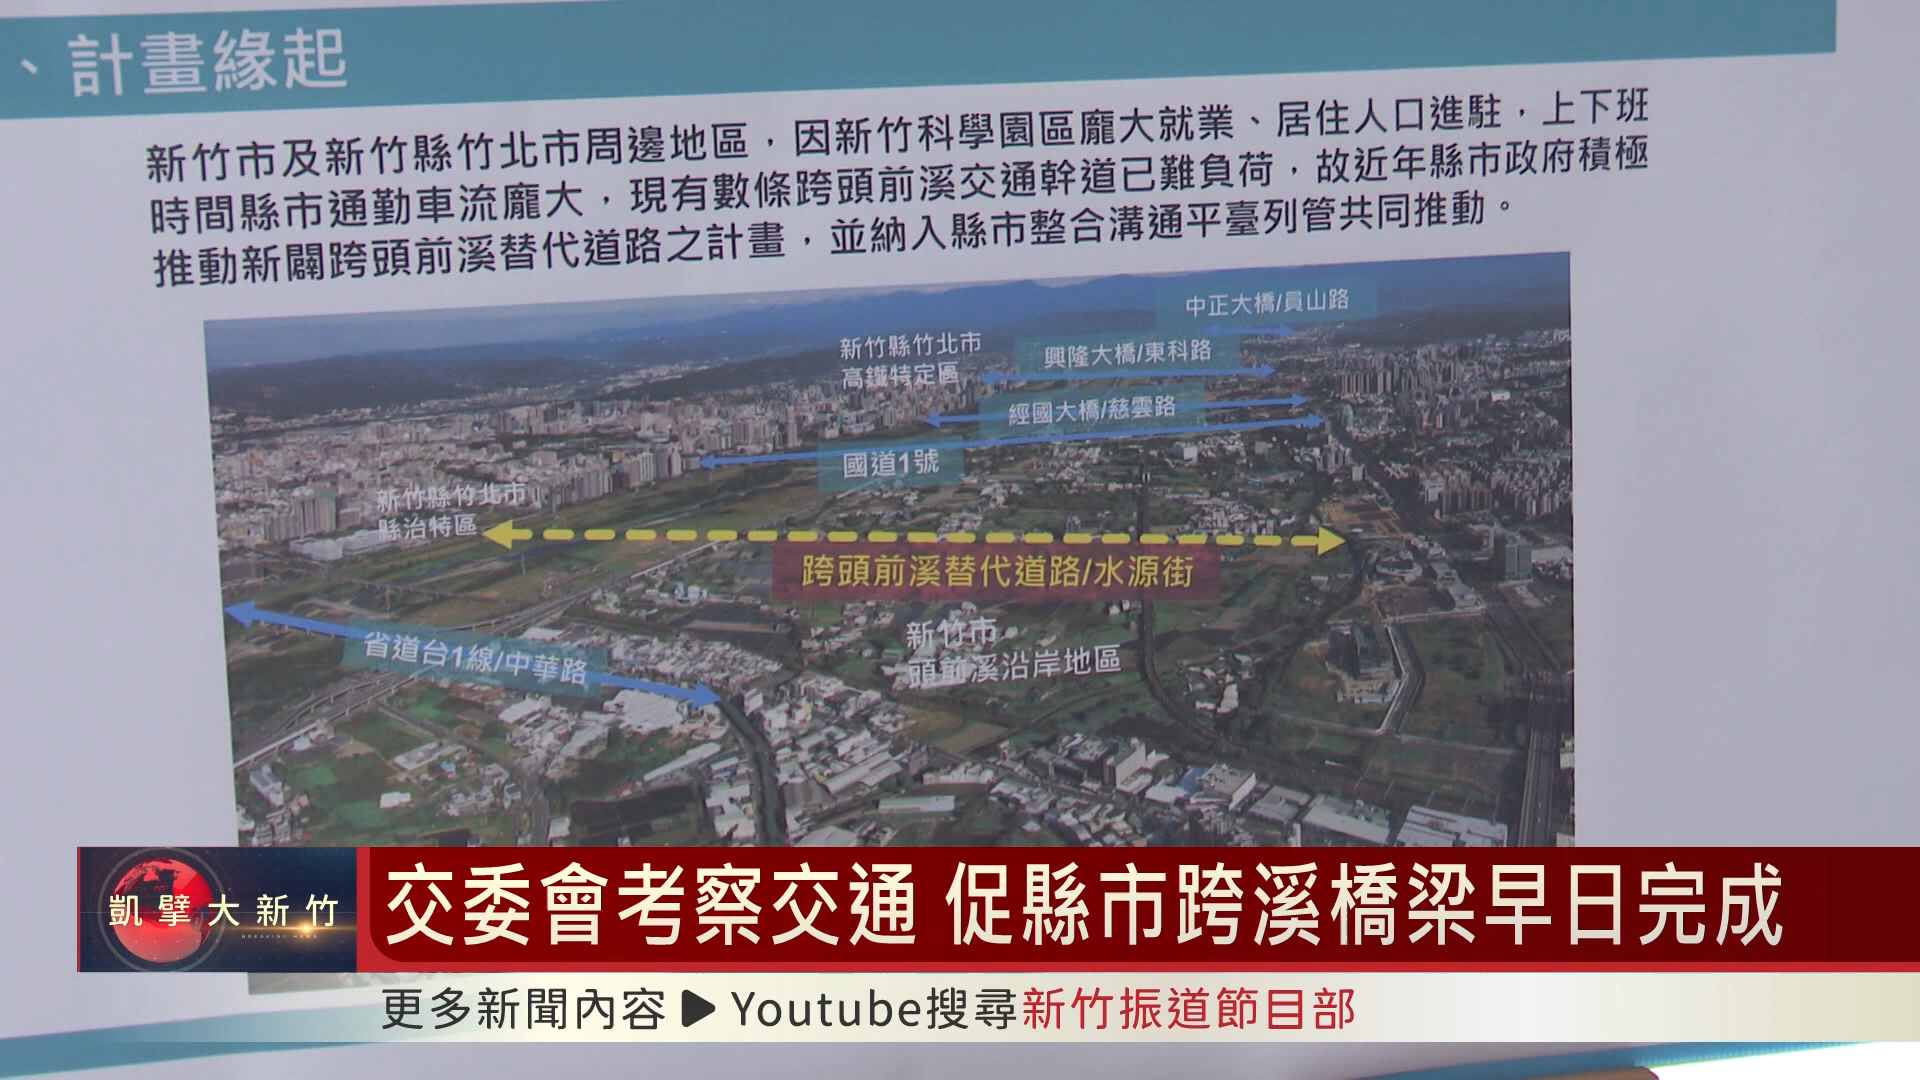 、計畫緣起
新竹市及新竹縣竹北市周邊地區，因新竹科學園區龐大就業、居住人口進駐，上下班
時間縣市通勤車流龐大，現有數條跨頭前溪交通幹道已難負荷，故近年縣市政府積極
推動新闢跨頭前溪替代道路之計畫，並納入縣市整合溝通平臺列管共同推動。
中正大橋/員山路
新竹縣竹北市
高鐵特定區
興隆大橋/東科路
經國大橋/慈雲路
國道1號
新竹縣竹北市
縣治特區
跨頭前溪替代道路/水源街
省道台1線/中華路
新竹市
頭前溪沿岸地區
凱擘大新竹
BREAKING NEWS
交委會考察交通 促縣市跨溪橋梁早日完成
更多新聞內容▶Youtube搜尋新竹振道節目部